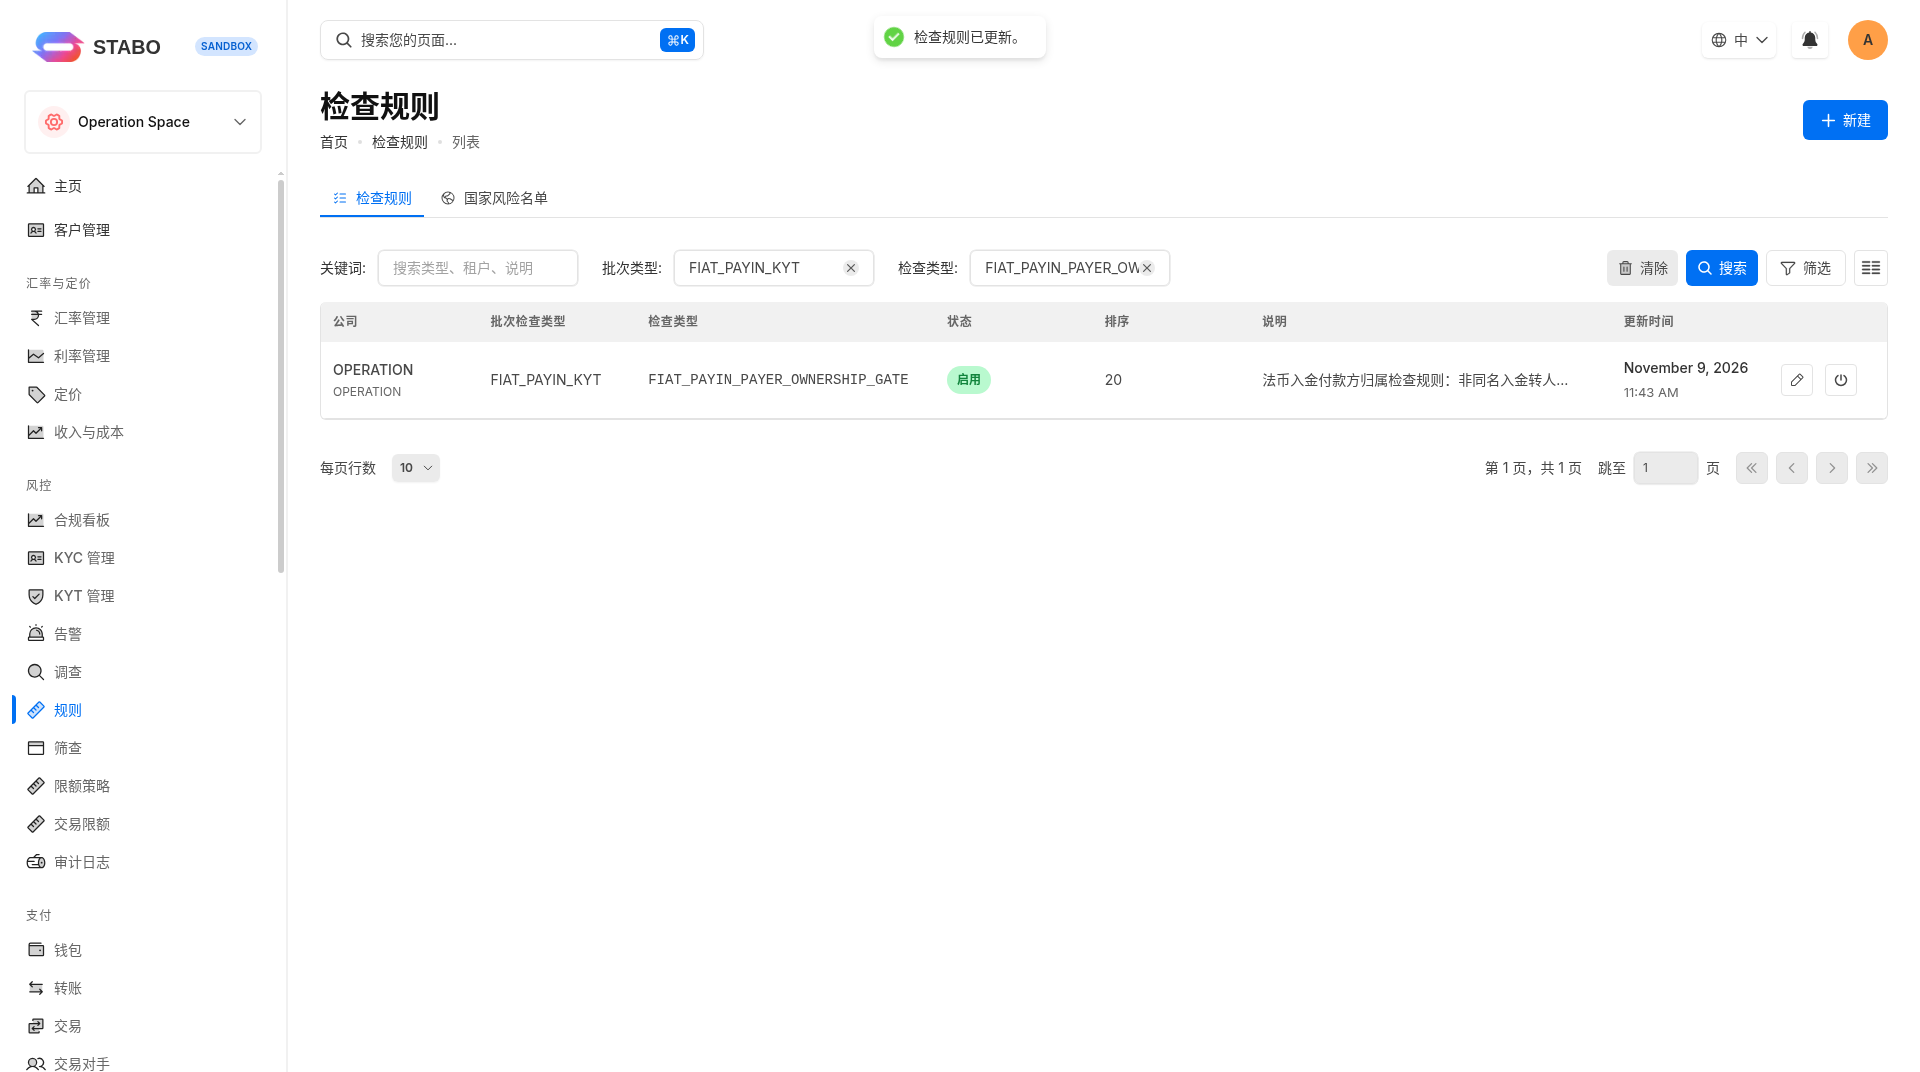 STABO
SANDBOX
搜索您的页面...
⌘K
检查规则已更新。
中
A
Operation Space
主页
客户管理
汇率与定价
汇率管理
利率管理
定价
收入与成本
风控
合规看板
KYC 管理
KYT 管理
告警
调查
规则
筛查
限额策略
交易限额
审计日志
支付
钱包
转账
交易
交易对手
检查规则
首页 • 检查规则 • 列表
新建
检查规则
国家风险名单
关键词:
搜索类型、租户、说明
批次类型:
FIAT_PAYIN_KYT
检查类型:
FIAT_PAYIN_PAYER_OW
清除
搜索
筛选
公司 批次检查类型 检查类型 状态 排序 说明 更新时间
OPERATION
OPERATION
FIAT_PAYIN_KYT
FIAT_PAYIN_PAYER_OWNERSHIP_GATE
启用
20
法币入金付款方归属检查规则：非同名入金转人...
November 9, 2026
11:43 AM
每页行数
10
第 1 页，共 1 页
跳至
1
页